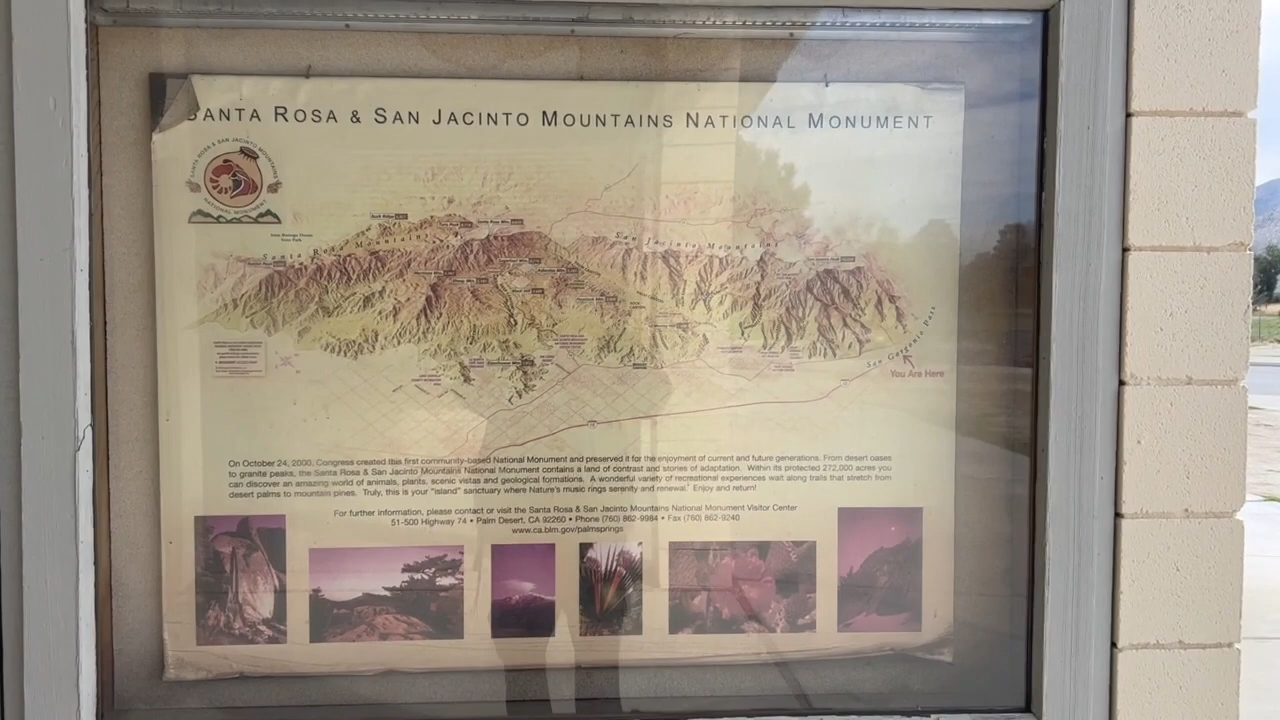 SANTA ROSA & SAN JACINTO MOUNTAINS NATIONAL MONUMENT
SANTA ROSA & SAN JACINTO MOUNTAINS
NATIONAL MONUMENT
Santa Rosa Mountains
San Jacinto Mountains
San Gorgonio Pass
You Are Here
On October 24, 2000, Congress created this first community-based National Monument and preserved it for the enjoyment of current and future generations. From desert oases
to granite peaks, the Santa Rosa & San Jacinto Mountains National Monument contains a land of contrast and stories of adaptation. Within its protected 272,000 acres you
can discover an amazing world of animals, plants, scenic vistas and geological formations. A wonderful variety of recreational experiences wait along trails that stretch from
desert palms to mountain pines. Truly, this is your "island" sanctuary where Nature's music rings serenity and renewal. Enjoy and return!
For further information, please contact or visit the Santa Rosa & San Jacinto Mountains National Monument Visitor Center
51-500 Highway 74 • Palm Desert, CA 92260 • Phone (760) 862-9984 • Fax (760) 862-9240
www.ca.blm.gov/palmsprings